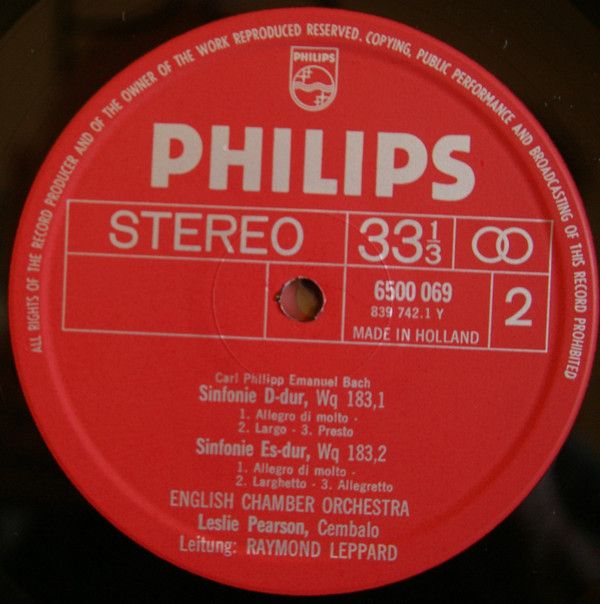 ALL RIGHTS OF THE RECORD PRODUCER AND OF THE OWNER OF THE WORK REPRODUCED RESERVED. COPYING, PUBLIC PERFORMANCE AND BROADCASTING OF THIS RECORD PROHIBITED
PHILIPS
PHILIPS
STEREO
33 1/3
6500 069
839 742.1 Y
MADE IN HOLLAND
2
Carl Philipp Emanuel Bach
Sinfonie D-dur, Wq 183,1
1. Allegro di molto -
2. Largo - 3. Presto
Sinfonie Es-dur, Wq 183,2
1. Allegro di molto -
2. Larghetto - 3. Allegretto
ENGLISH CHAMBER ORCHESTRA
Leslie Pearson, Cembalo
Leitung: RAYMOND LEPPARD